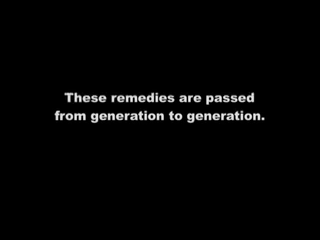 These remedies are passed
from generation to generation.